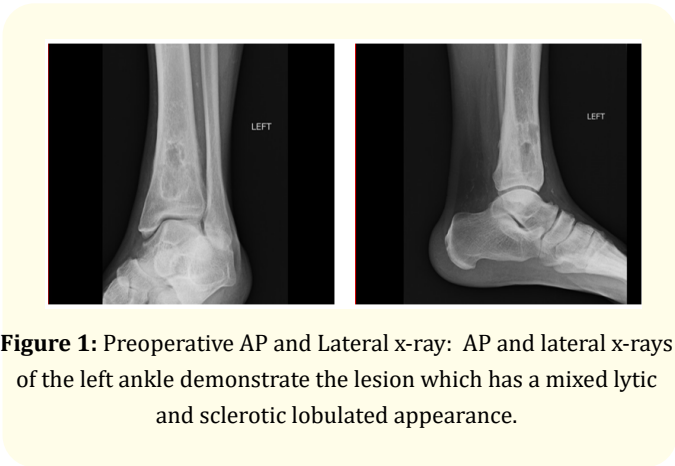 LEFT
LEFT
Figure 1: Preoperative AP and Lateral x-ray: AP and lateral x-rays
of the left ankle demonstrate the lesion which has a mixed lytic
and sclerotic lobulated appearance.